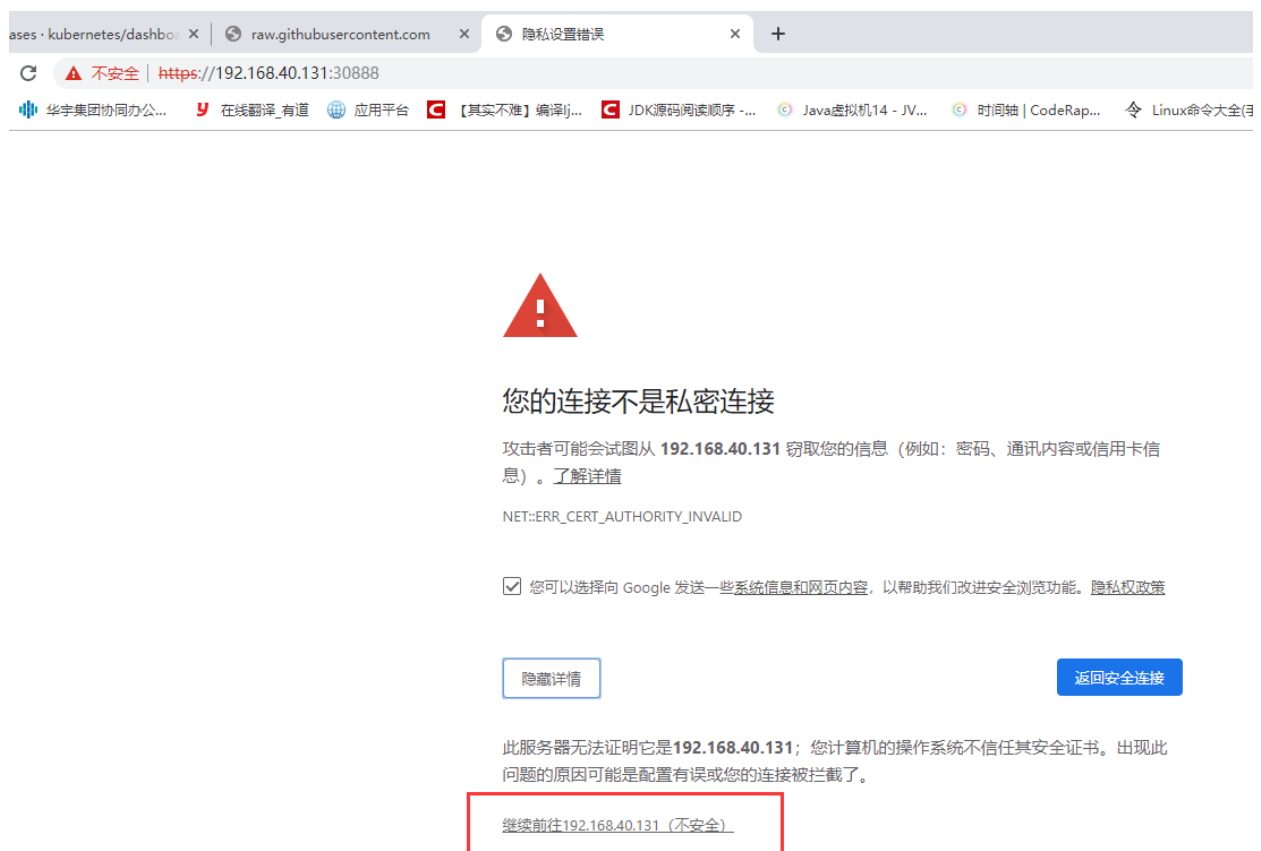 ases · kubernetes/dashboa
raw.githubusercontent.com
隐私设置错误
不安全 | https://192.168.40.131:30888
华宇集团协同办公...
在线翻译_有道
应用平台
【其实不难】编译lj...
JDK源码阅读顺序 -...
Java虚拟机14 - JV...
时间轴 | CodeRap...
Linux命令大全(手
您的连接不是私密连接
攻击者可能会试图从 192.168.40.131 窃取您的信息（例如：密码、通讯内容或信用卡信
息）。了解详情
NET::ERR_CERT_AUTHORITY_INVALID
您可以选择向 Google 发送一些系统信息和网页内容，以帮助我们改进安全浏览功能。隐私权政策
隐藏详情
返回安全连接
此服务器无法证明它是192.168.40.131；您计算机的操作系统不信任其安全证书。出现此
问题的原因可能是配置有误或您的连接被拦截了。
继续前往192.168.40.131（不安全）